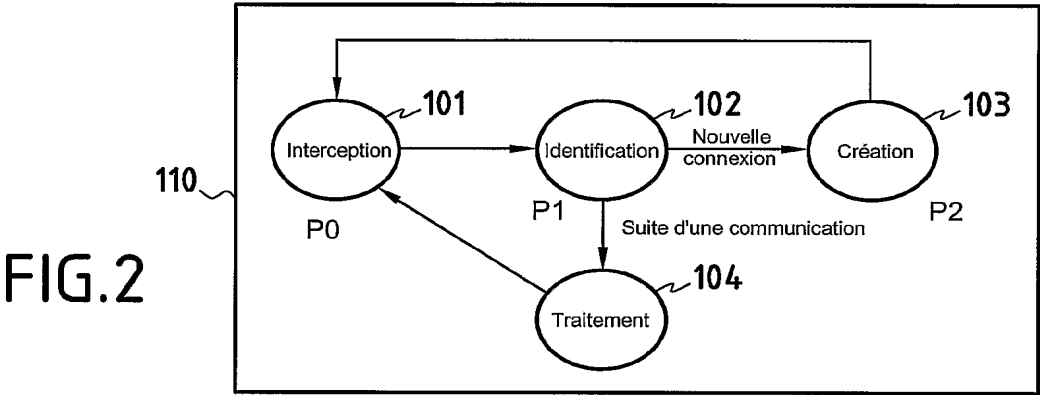 101
102
103
Interception
Identification
Nouvelle
connexion
Création
110
P0
P1
P2
Suite d'une communication
FIG.2
104
Traitement